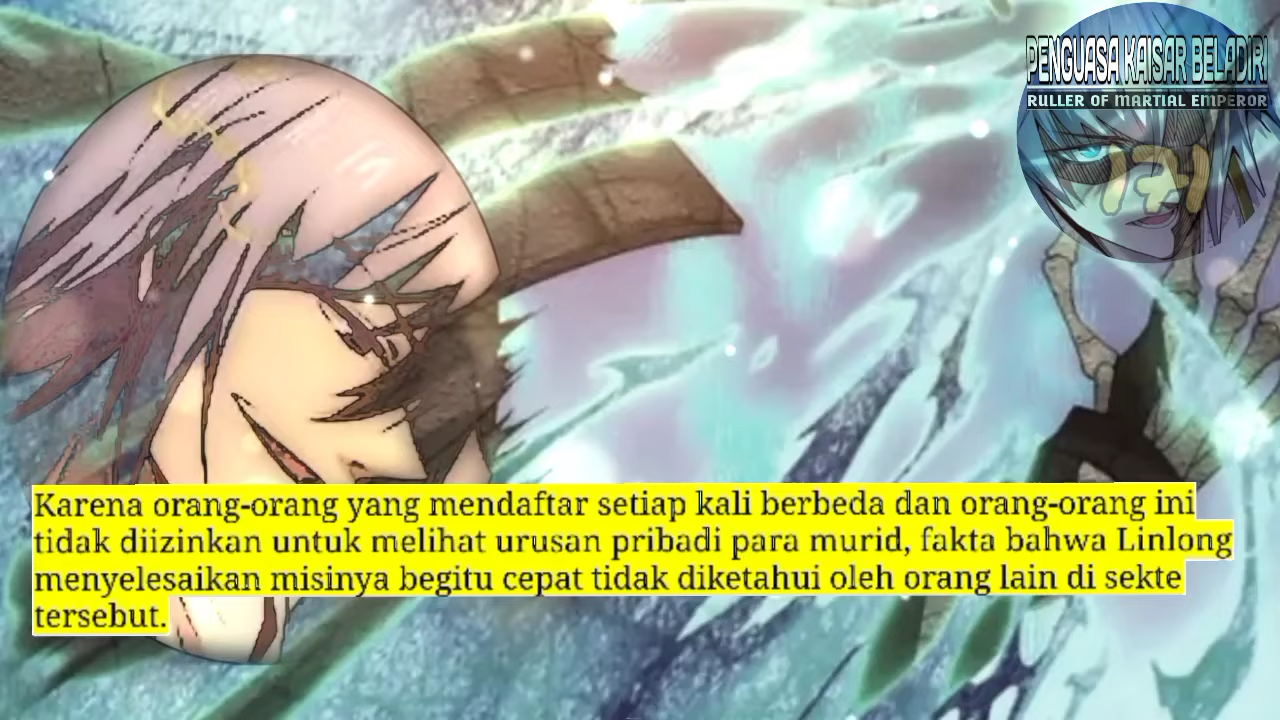 PENGUASA KAISAR BELADIRI
RULLER OF MARTIAL EMPEROR
Karena orang-orang yang mendaftar setiap kali berbeda dan orang-orang ini
tidak diizinkan untuk melihat urusan pribadi para murid, fakta bahwa Linlong
menyelesaikan misinya begitu cepat tidak diketahui oleh orang lain di sekte
tersebut.